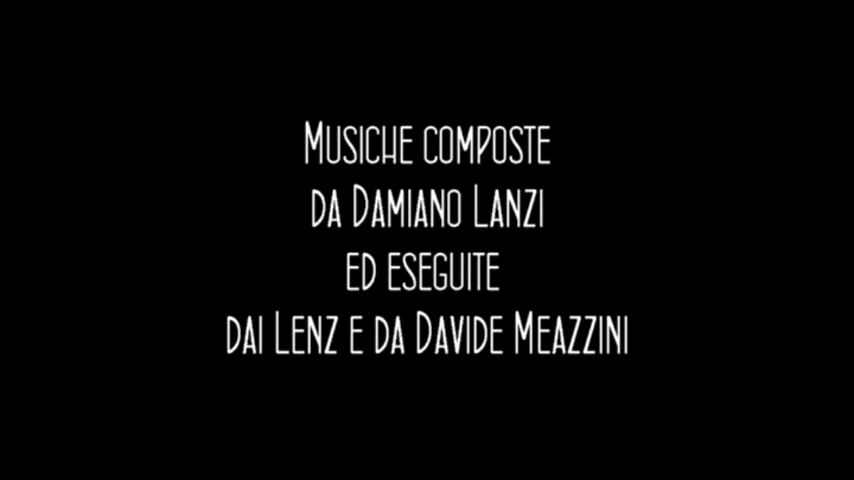 Musiche composte
da Damiano Lanzi
ed eseguite
dai Lenz e da Davide Meazzini